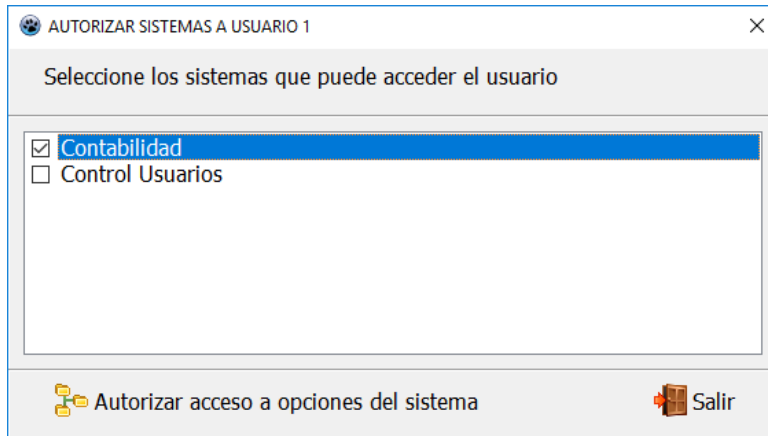 AUTORIZAR SISTEMAS A USUARIO 1
Seleccione los sistemas que puede acceder el usuario
Contabilidad
Control Usuarios
Autorizar acceso a opciones del sistema
Salir